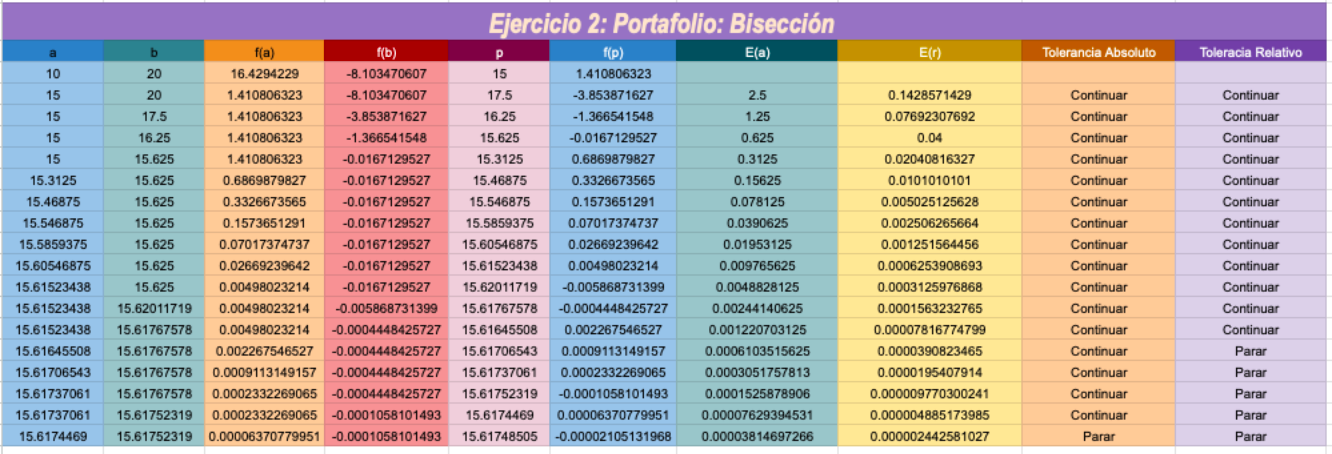 Ejercicio 2: Portafolio: Bisección
a b f(a) f(b) p f(p) E(a) E(r) Tolerancia Absoluto Toleracia Relativo
10 20 16.4294229 -8.103470607 15 1.410806323
15 20 1.410806323 -8.103470607 17.5 -3.853871627 2.5 0.1428571429 Continuar Continuar
15 17.5 1.410806323 -3.853871627 16.25 -1.366541548 1.25 0.07692307692 Continuar Continuar
15 16.25 1.410806323 -1.366541548 15.625 -0.0167129527 0.625 0.04 Continuar Continuar
15 15.625 1.410806323 -0.0167129527 15.3125 0.6869879827 0.3125 0.02040816327 Continuar Continuar
15.3125 15.625 0.6869879827 -0.0167129527 15.46875 0.3326673565 0.15625 0.0101010101 Continuar Continuar
15.46875 15.625 0.3326673565 -0.0167129527 15.546875 0.1573651291 0.078125 0.005025125628 Continuar Continuar
15.546875 15.625 0.1573651291 -0.0167129527 15.5859375 0.07017374737 0.0390625 0.002506265664 Continuar Continuar
15.5859375 15.625 0.07017374737 -0.0167129527 15.60546875 0.02669239642 0.01953125 0.001251564456 Continuar Continuar
15.60546875 15.625 0.02669239642 -0.0167129527 15.61523438 0.00498023214 0.009765625 0.0006253908693 Continuar Continuar
15.61523438 15.625 0.00498023214 -0.0167129527 15.62011719 -0.005868731399 0.0048828125 0.0003125976868 Continuar Continuar
15.61523438 15.62011719 0.00498023214 -0.005868731399 15.61767578 -0.0004448425727 0.00244140625 0.0001563232765 Continuar Continuar
15.61523438 15.61767578 0.00498023214 -0.0004448425727 15.61645508 0.002267546527 0.001220703125 0.00007816774799 Continuar Continuar
15.61645508 15.61767578 0.002267546527 -0.0004448425727 15.61706543 0.0009113149157 0.0006103515625 0.0000390823465 Continuar Parar
15.61706543 15.61767578 0.0009113149157 -0.0004448425727 15.61737061 0.0002332269065 0.0003051757813 0.0000195407914 Continuar Parar
15.61737061 15.61767578 0.0002332269065 -0.0004448425727 15.61752319 -0.0001058101493 0.0001525878906 0.000009770300241 Continuar Parar
15.61737061 15.61752319 0.0002332269065 -0.0001058101493 15.6174469 0.00006370779951 0.00007629394531 0.000004885173985 Continuar Parar
15.6174469 15.61752319 0.00006370779951 -0.0001058101493 15.61748505 -0.00002105131968 0.00003814697266 0.000002442581027 Parar Parar